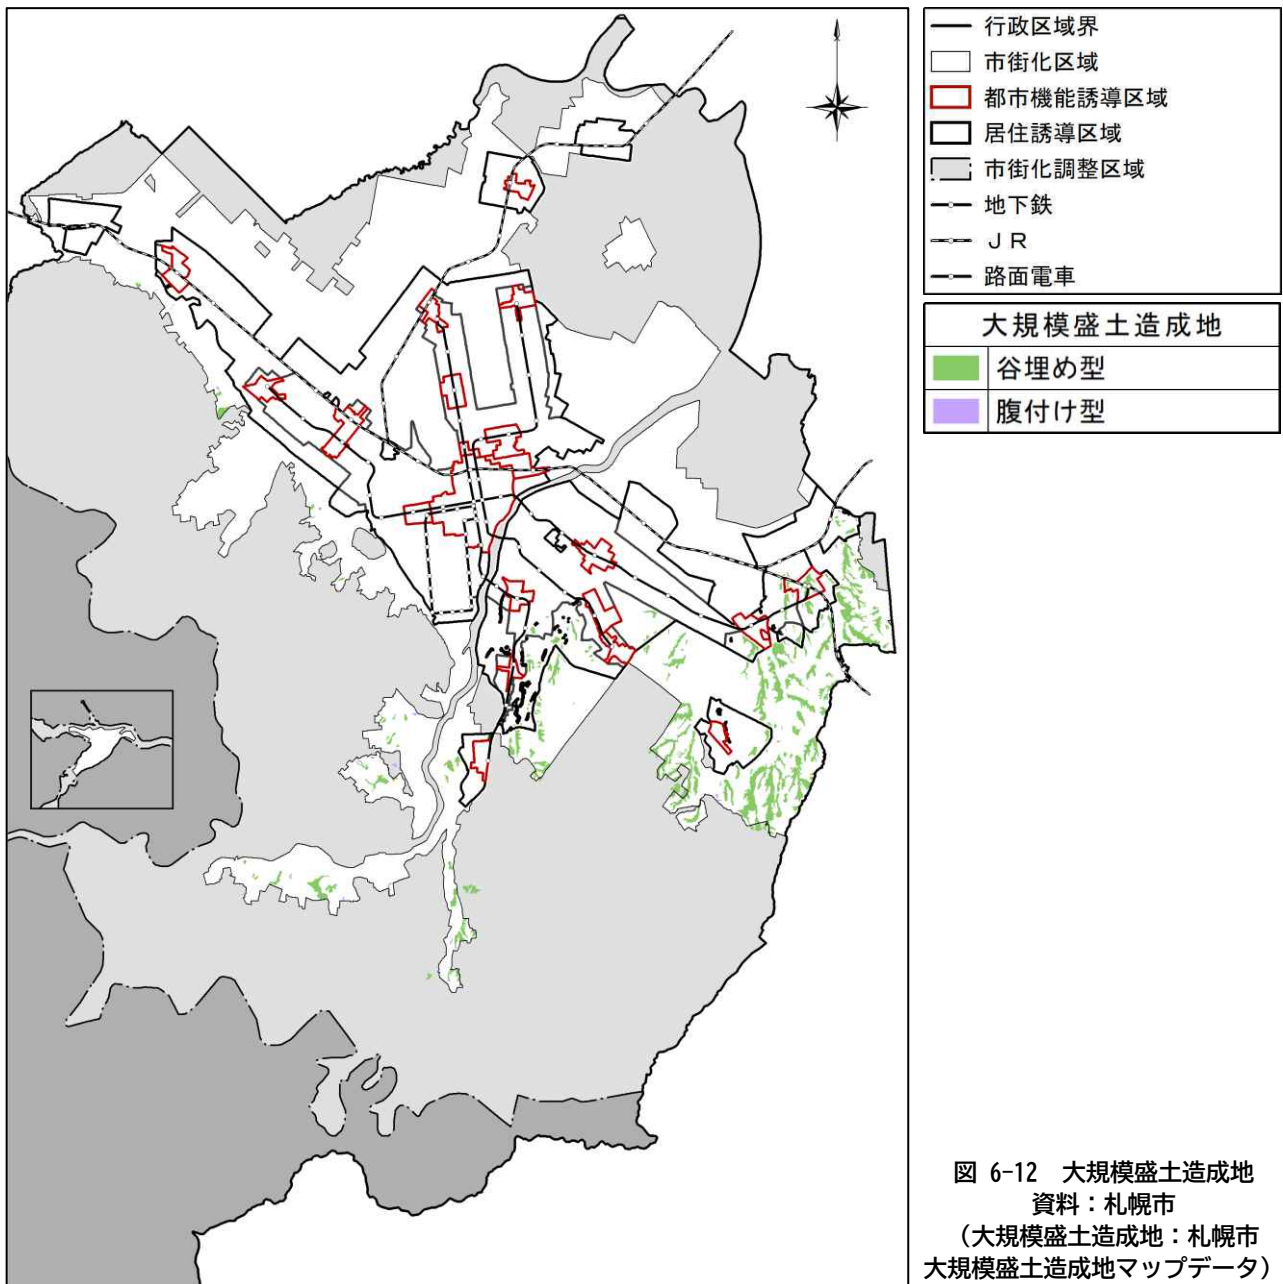 行政区域界
市街化区域
都市機能誘導区域
居住誘導区域
市街化調整区域
地下鉄
ＪＲ
路面電車
大規模盛土造成地
谷埋め型
腹付け型
図 6-12　大規模盛土造成地
資料：札幌市
（大規模盛土造成地：札幌市
大規模盛土造成地マップデータ）